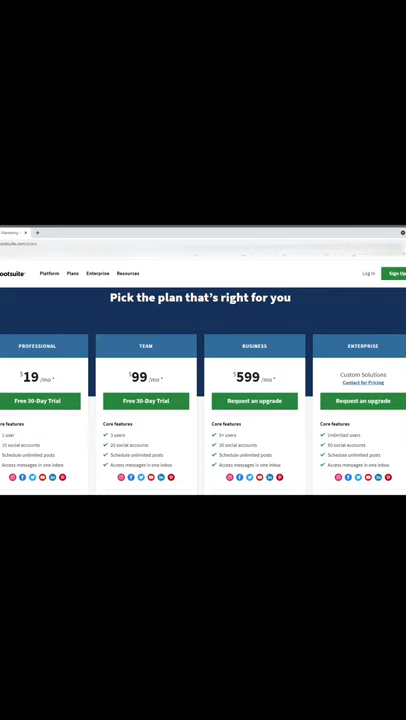 Marketing
ootsuite.com/plans
ootsuite
Platform Plans Enterprise Resources Log In Sign Up
Pick the plan that's right for you
PROFESSIONAL
$19 /mo *
Free 30-Day Trial
re features
1 user
10 social accounts
Schedule unlimited posts
Access messages in one inbox
TEAM
$99 /mo *
Free 30-Day Trial
Core features
3 users
20 social accounts
Schedule unlimited posts
Access messages in one inbox
BUSINESS
$599 /mo *
Request an upgrade
Core features
5+ users
35 social accounts
Schedule unlimited posts
Access messages in one inbox
ENTERPRISE
Custom Solutions
Contact for Pricing
Request an upgrade
Core features
Unlimited users
50 social accounts
Schedule unlimited posts
Access messages in one inbox